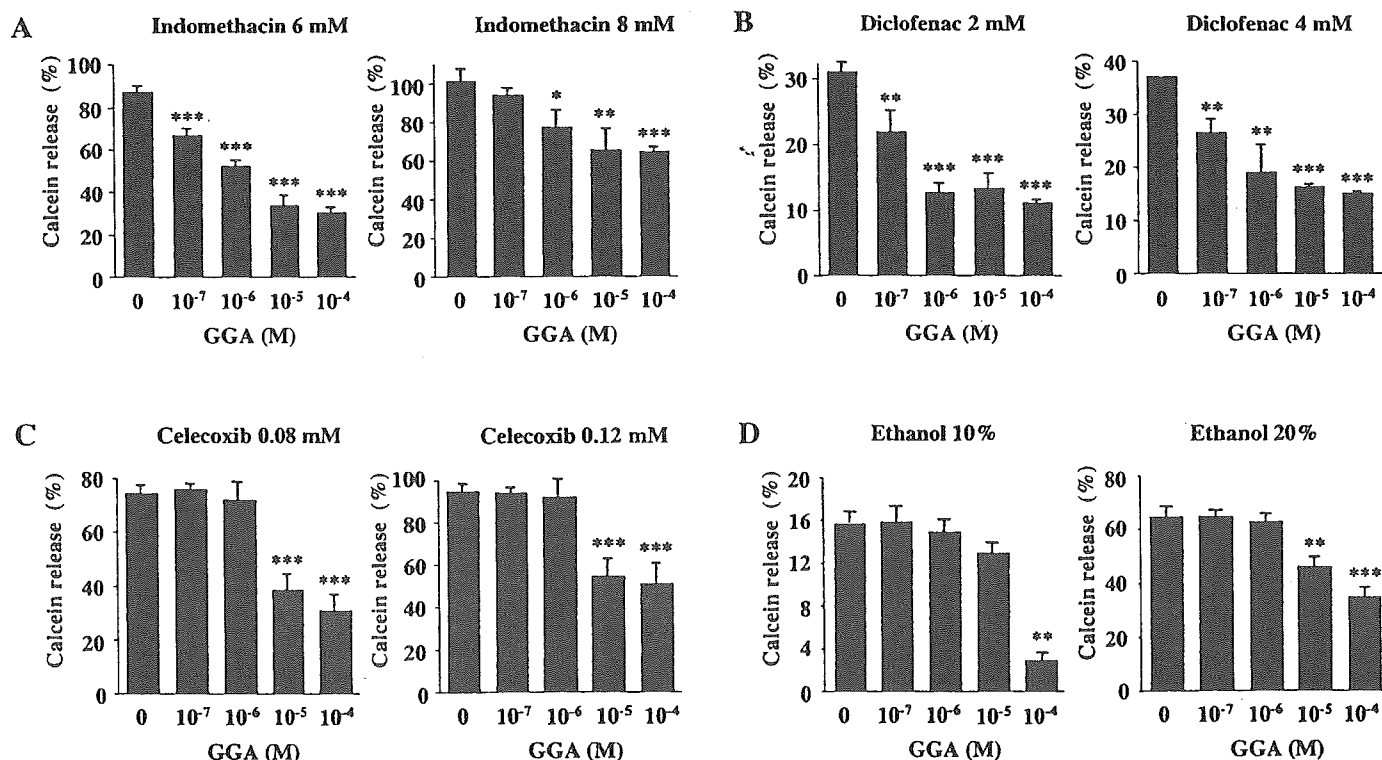 A
Indomethacin 6 mM
Calcein release (%)
100
80
60
40
20
0
***
***
***
***
0 10-7 10-6 10-5 10-4
GGA (M)
Indomethacin 8 mM
Calcein release (%)
100
80
60
40
20
0
*
**
***
0 10-7 10-6 10-5 10-4
GGA (M)
B
Diclofenac 2 mM
Calcein release (%)
30
20
10
0
**
***
***
***
0 10-7 10-6 10-5 10-4
GGA (M)
Diclofenac 4 mM
Calcein release (%)
40
30
20
10
0
**
**
***
***
0 10-7 10-6 10-5 10-4
GGA (M)
C
Celecoxib 0.08 mM
Calcein release (%)
80
60
40
20
0
***
***
0 10-7 10-6 10-5 10-4
GGA (M)
Celecoxib 0.12 mM
Calcein release (%)
100
80
60
40
20
0
***
***
0 10-7 10-6 10-5 10-4
GGA (M)
D
Ethanol 10%
Calcein release (%)
20
16
12
8
4
0
**
0 10-7 10-6 10-5 10-4
GGA (M)
Ethanol 20%
Calcein release (%)
80
60
40
20
0
**
***
0 10-7 10-6 10-5 10-4
GGA (M)